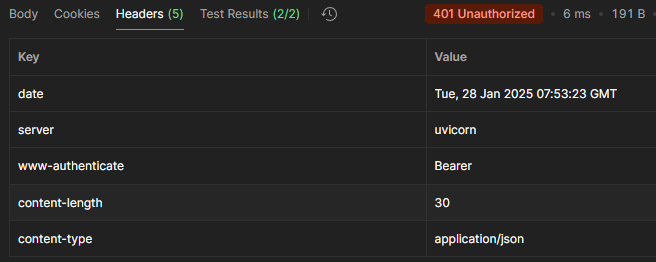 Body Cookies Headers (5) Test Results (2/2) 401 Unauthorized • 6 ms • 191 B
Key Value
date Tue, 28 Jan 2025 07:53:23 GMT
server uvicorn
www-authenticate Bearer
content-length 30
content-type application/json